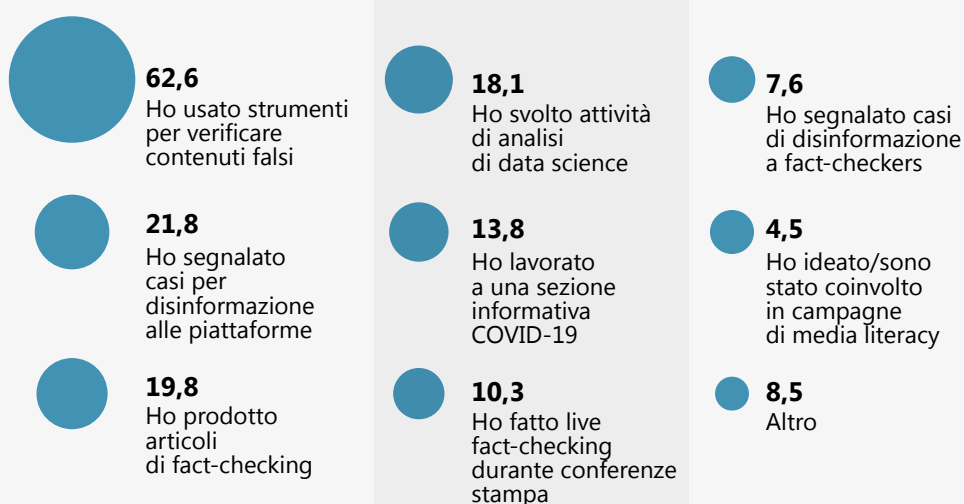 62,6
Ho usato strumenti
per verificare
contenuti falsi
21,8
Ho segnalato
casi per
disinformazione
alle piattaforme
19,8
Ho prodotto
articoli
di fact-checking
18,1
Ho svolto attività
di analisi
di data science
13,8
Ho lavorato
a una sezione
informativa
COVID-19
10,3
Ho fatto live
fact-checking
durante conferenze
stampa
7,6
Ho segnalato casi
di disinformazione
a fact-checkers
4,5
Ho ideato/sono
stato coinvolto
in campagne
di media literacy
8,5
Altro